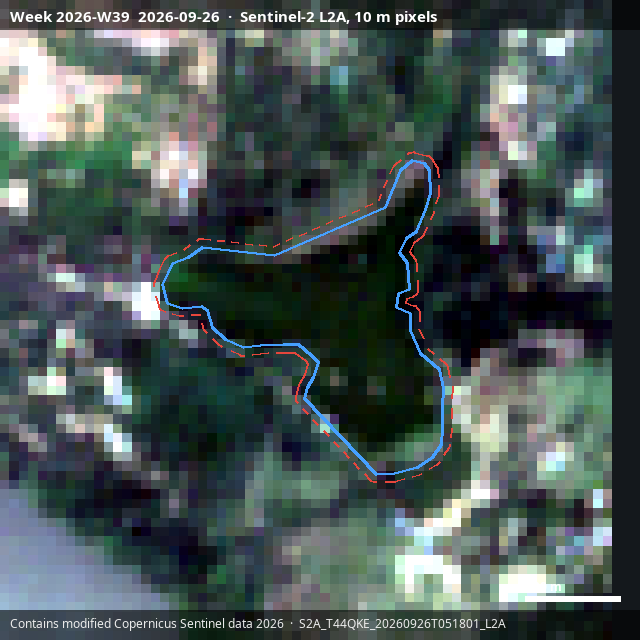 Week 2026-W39  2026-09-26  ·  Sentinel-2 L2A, 10 m pixels
Contains modified Copernicus Sentinel data 2026  ·  S2A_T44QKE_20260926T051801_L2A